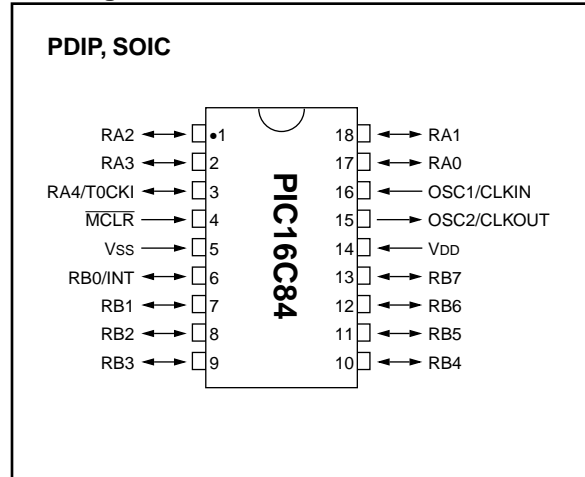 PDIP, SOIC
RA2 •1 18 RA1
RA3 2 17 RA0
RA4/T0CKI 3 16 OSC1/CLKIN
MCLR 4 15 OSC2/CLKOUT
VSS 5 14 VDD
RB0/INT 6 13 RB7
RB1 7 12 RB6
RB2 8 11 RB5
RB3 9 10 RB4
PIC16C84